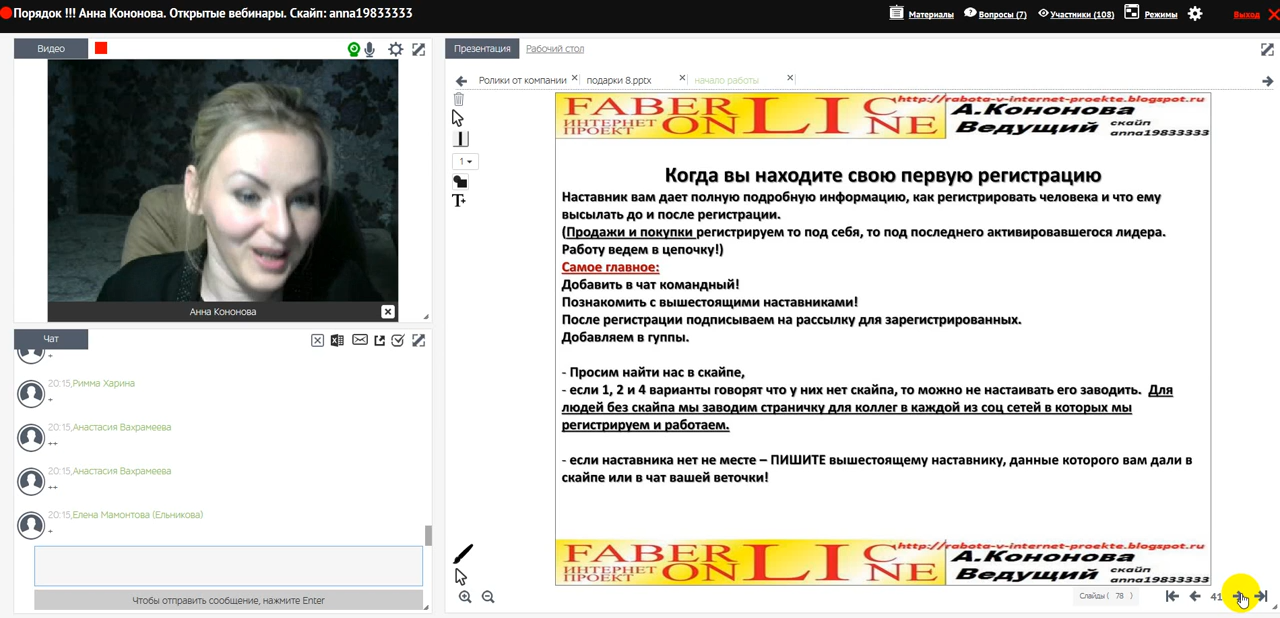 Порядок !!! Анна Кононова. Открытые вебинары. Скайп: anna19833333
Материалы
Вопросы (7)
Участники (108)
Режимы
Выход
Видео
Анна Кононова
Чат
+
20:15,Римма Харина
+
20:15,Анастасия Вахрамеева
++
20:15,Анастасия Вахрамеева
++
20:15,Елена Мамонтова (Ельникова)
+
Чтобы отправить сообщение, нажмите Enter
Презентация
Рабочий стол
Ролики от компании
подарки 8.pptx
начало работы
1
FABERLIC
ONLINE
ИНТЕРНЕТ
ПРОЕКТ
http://rabota-v-internet-proekte.blogspot.ru
А.Кононова
Ведущий скайп
anna19833333
Когда вы находите свою первую регистрацию
Наставник вам дает полную подробную информацию, как регистрировать человека и что ему
высылать до и после регистрации.
(Продажи и покупки регистрируем то под себя, то под последнего активировавшегося лидера.
Работу ведем в цепочку!)
Самое главное:
Добавить в чат командный!
Познакомить с вышестоящими наставниками!
После регистрации подписываем на рассылку для зарегистрированных.
Добавляем в гуппы.
- Просим найти нас в скайпе,
- если 1, 2 и 4 варианты говорят что у них нет скайпа, то можно не настаивать его заводить. Для
людей без скайпа мы заводим страничку для коллег в каждой из соц сетей в которых мы
регистрируем и работаем.
- если наставника нет не месте – ПИШИТЕ вышестоящему наставнику, данные которого вам дали в
скайпе или в чат вашей веточки!
FABERLIC
ONLINE
ИНТЕРНЕТ
ПРОЕКТ
http://rabota-v-internet-proekte.blogspot.ru
А.Кононова
Ведущий скайп
anna19833333
Слайды ( 78 )
41